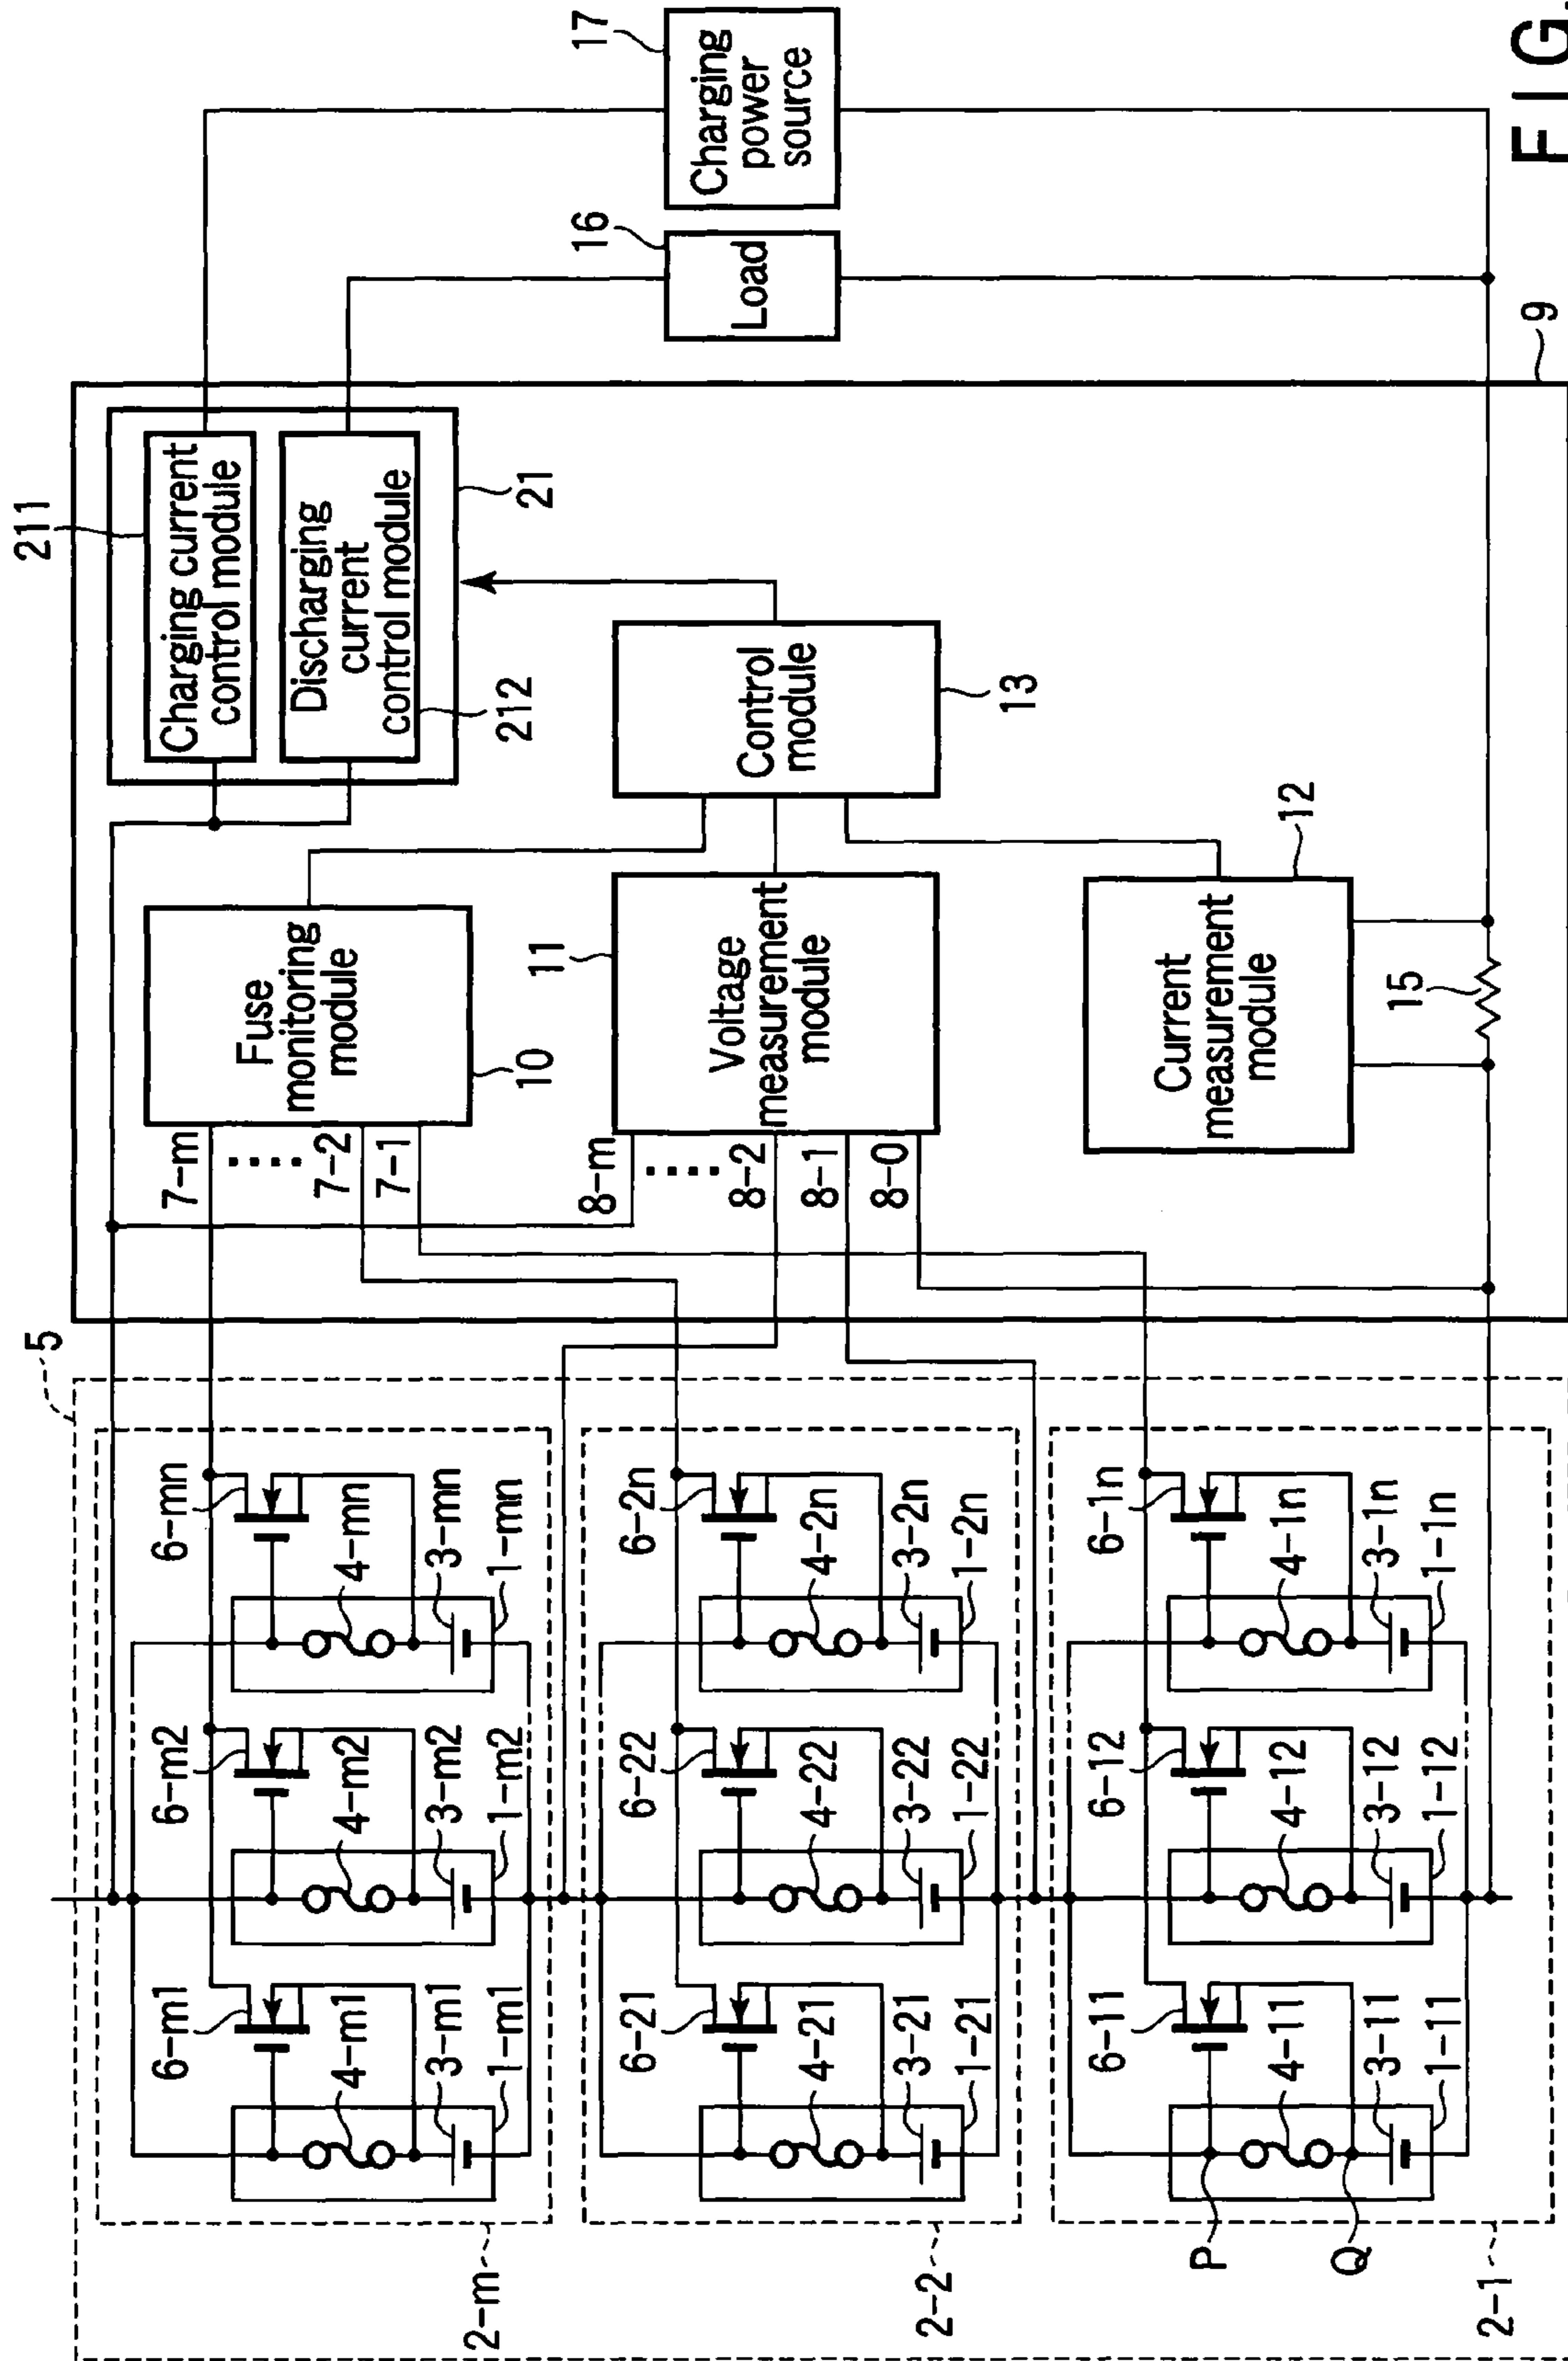 FIG.
17
Charging
power
source
16
Load
9
211
Charging current
control module
Discharging
current
control module
21
212
Control
module
13
12
Fuse
monitoring
module
10
11
Voltage
measurement
module
Current
measurement
module
15
7-m
7-2
7-1
8-m
8-2
8-1
8-0
5
6-mn
4-mn
3-mn
1-mn
6-2n
4-2n
3-2n
1-2n
6-1n
4-1n
3-1n
1-1n
6-m2
4-m2
3-m2
1-m2
6-22
4-22
3-22
1-22
6-12
4-12
3-12
1-12
6-m1
4-m1
3-m1
1-m1
6-21
4-21
3-21
1-21
6-11
4-11
3-11
1-11
P
Q
2-m
2-2
2-1